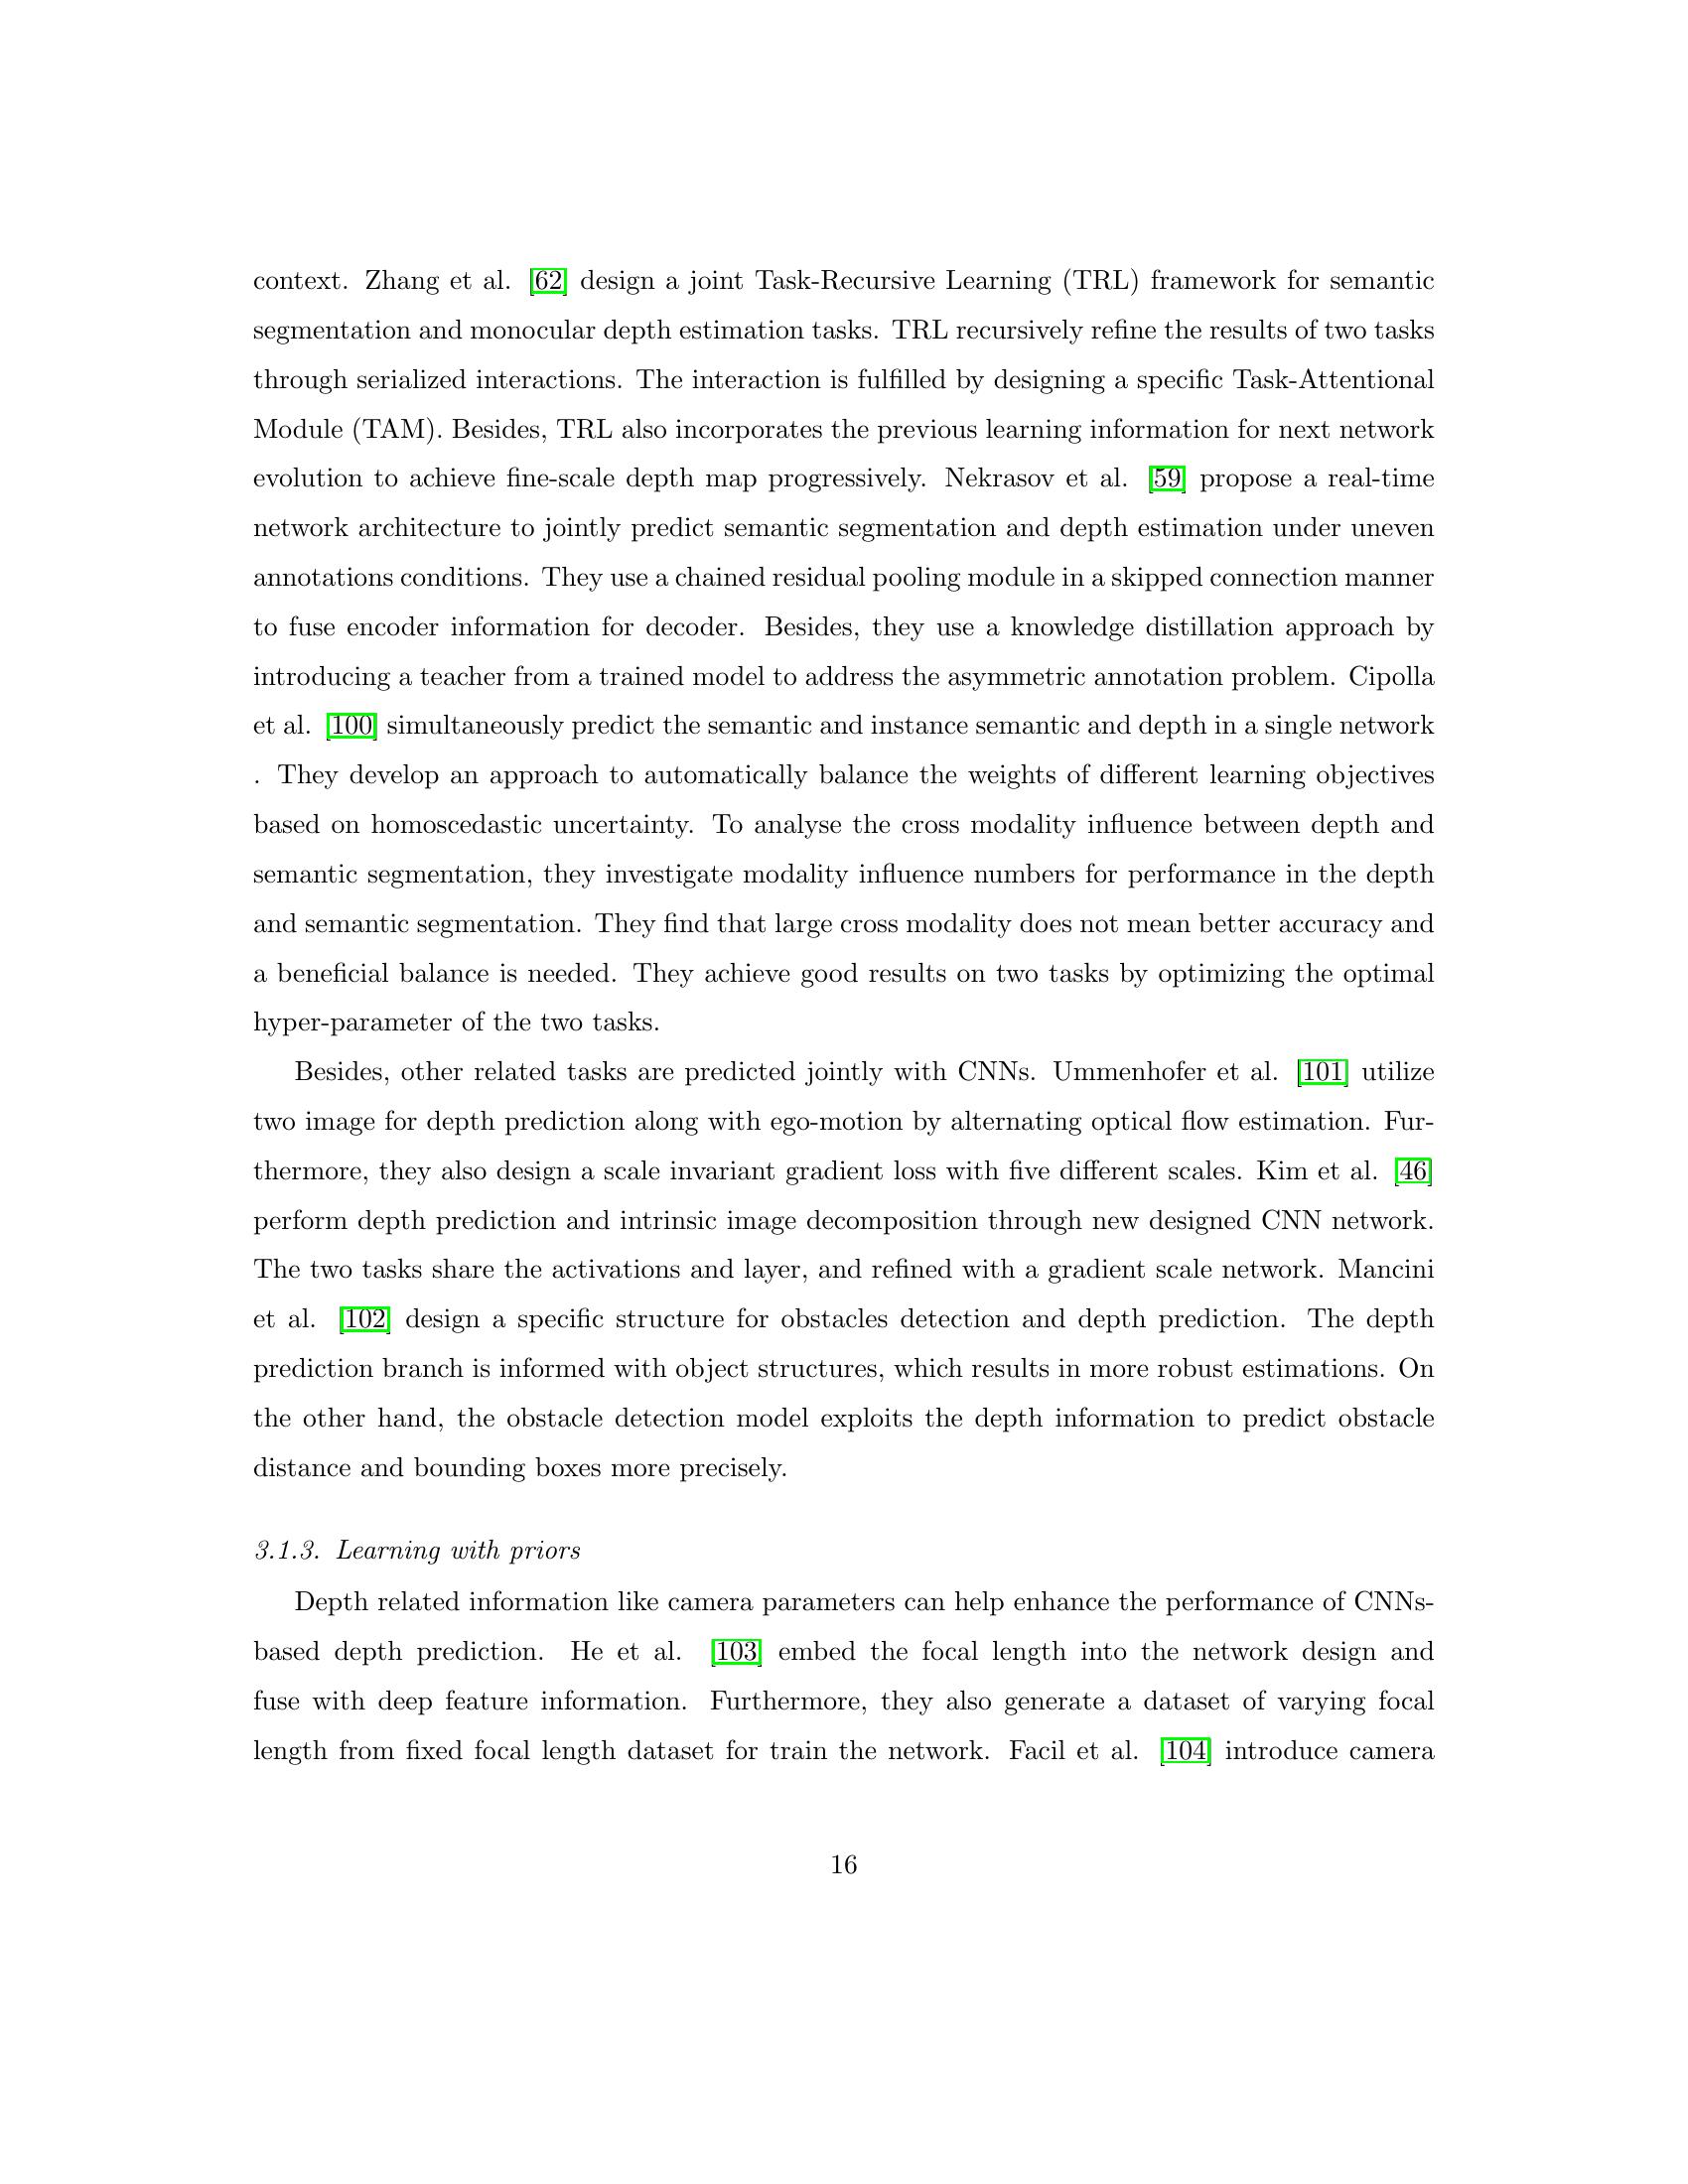 context. Zhang et al. [62] design a joint Task-Recursive Learning (TRL) framework for semantic
segmentation and monocular depth estimation tasks. TRL recursively refine the results of two tasks
through serialized interactions. The interaction is fulfilled by designing a specific Task-Attentional
Module (TAM). Besides, TRL also incorporates the previous learning information for next network
evolution to achieve fine-scale depth map progressively. Nekrasov et al. [59] propose a real-time
network architecture to jointly predict semantic segmentation and depth estimation under uneven
annotations conditions. They use a chained residual pooling module in a skipped connection manner
to fuse encoder information for decoder. Besides, they use a knowledge distillation approach by
introducing a teacher from a trained model to address the asymmetric annotation problem. Cipolla
et al. [100] simultaneously predict the semantic and instance semantic and depth in a single network
. They develop an approach to automatically balance the weights of different learning objectives
based on homoscedastic uncertainty. To analyse the cross modality influence between depth and
semantic segmentation, they investigate modality influence numbers for performance in the depth
and semantic segmentation. They find that large cross modality does not mean better accuracy and
a beneficial balance is needed. They achieve good results on two tasks by optimizing the optimal
hyper-parameter of the two tasks.
Besides, other related tasks are predicted jointly with CNNs. Ummenhofer et al. [101] utilize
two image for depth prediction along with ego-motion by alternating optical flow estimation. Fur-
thermore, they also design a scale invariant gradient loss with five different scales. Kim et al. [46]
perform depth prediction and intrinsic image decomposition through new designed CNN network.
The two tasks share the activations and layer, and refined with a gradient scale network. Mancini
et al. [102] design a specific structure for obstacles detection and depth prediction. The depth
prediction branch is informed with object structures, which results in more robust estimations. On
the other hand, the obstacle detection model exploits the depth information to predict obstacle
distance and bounding boxes more precisely.
3.1.3. Learning with priors
Depth related information like camera parameters can help enhance the performance of CNNs-
based depth prediction. He et al. [103] embed the focal length into the network design and
fuse with deep feature information. Furthermore, they also generate a dataset of varying focal
length from fixed focal length dataset for train the network. Facil et al. [104] introduce camera
16